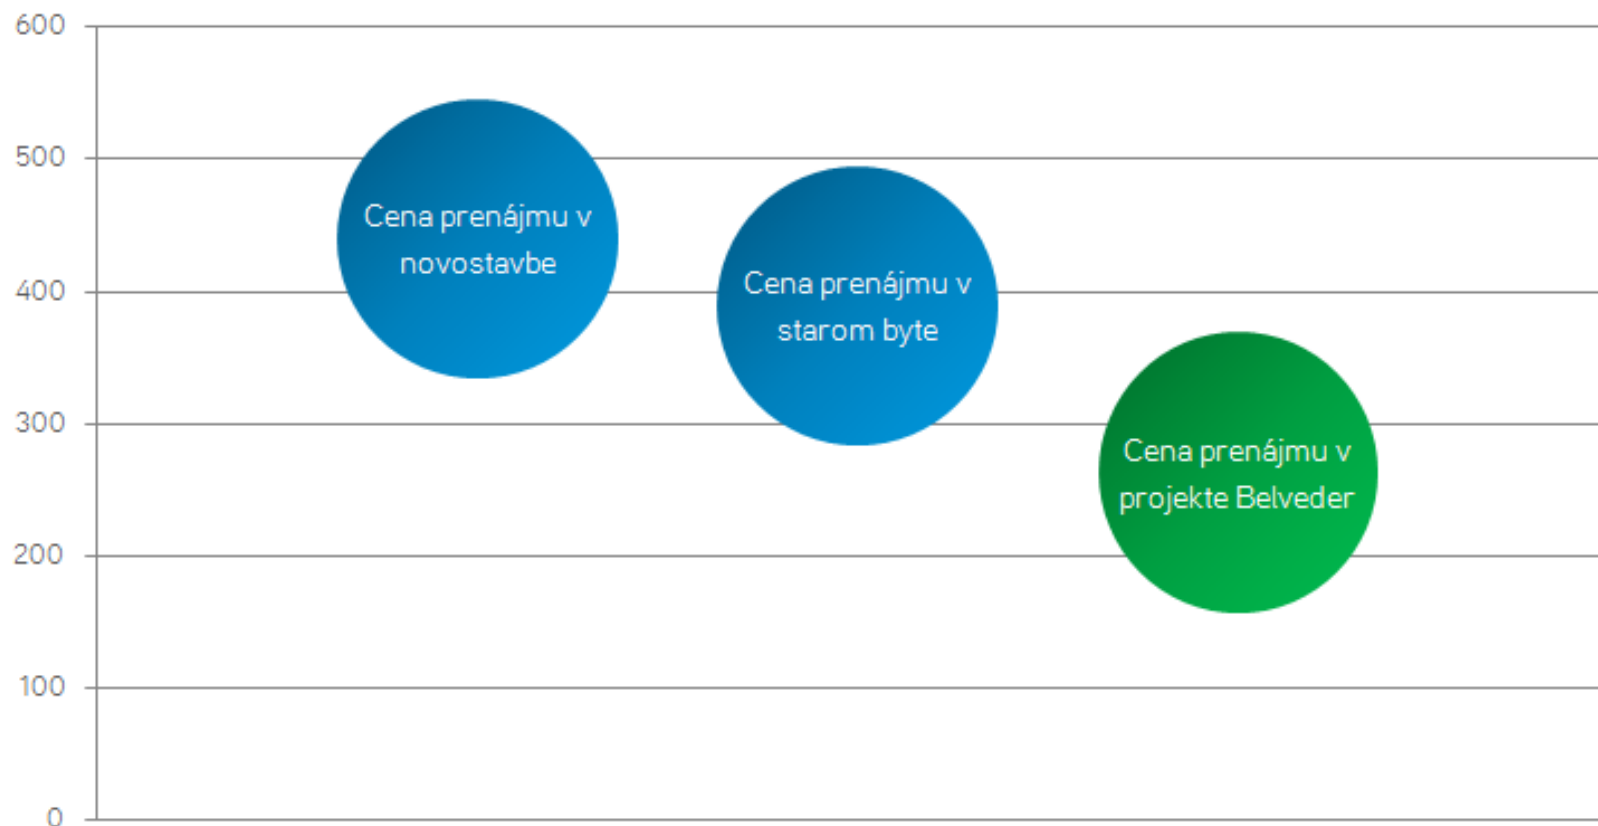 600
500
Cena prenájmu v
novostavbe
Cena prenájmu v
starom byte
400
300
Cena prenájmu v
projekte Belveder
200
100
0